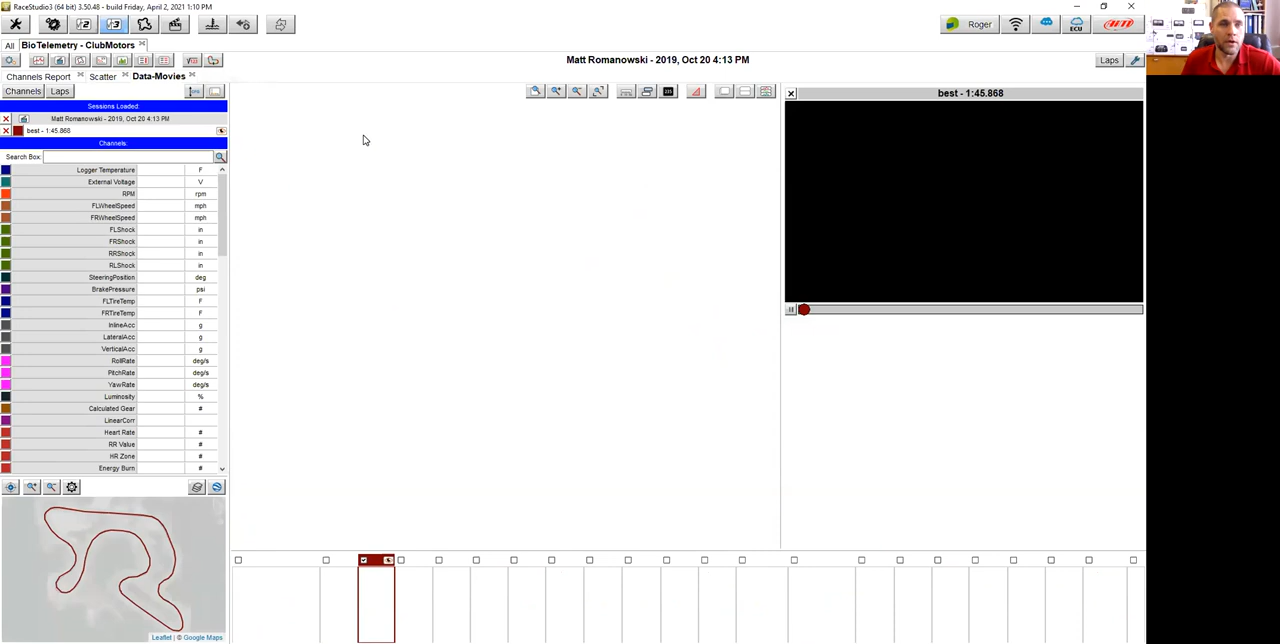 RaceStudio3 (64 bit) 3.50.48 - build Friday, April 2, 2021 1:10 PM
Roger
ECU
All BioTelemetry - ClubMotors
Matt Romanowski - 2019, Oct 20 4:13 PM
Laps
Channels Report Scatter Data-Movies
Channels Laps
best - 1:45.868
Sessions Loaded:
Matt Romanowski - 2019, Oct 20 4:13 PM
best - 1:45.868
Channels:
Search Box:
Logger Temperature F
External Voltage V
RPM rpm
FLWheelSpeed mph
FRWheelSpeed mph
FLShock in
FRShock in
RRShock in
RLShock in
SteeringPosition deg
BrakePressure psi
FLTireTemp F
FRTireTemp F
InlineAcc g
LateralAcc g
VerticalAcc g
RollRate deg/s
PitchRate deg/s
YawRate deg/s
Luminosity %
Calculated Gear #
LinearCorr
Heart Rate #
RR Value #
HR Zone #
Energy Burn #
Leaflet | © Google Maps